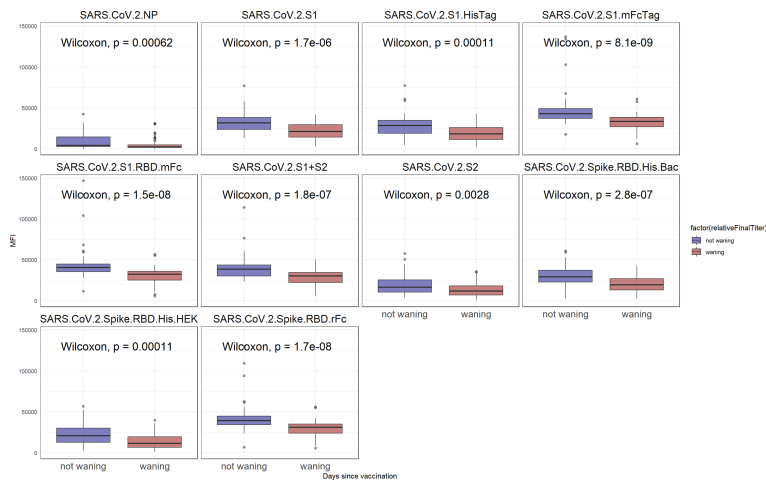 SARS.CoV.2.NP SARS.CoV.2.S1 SARS.CoV.2.S1.HisTag SARS.CoV.2.S1.mFcTag
150000
Wilcoxon, p = 0.00062 Wilcoxon, p = 1.7e-06 Wilcoxon, p = 0.00011 Wilcoxon, p = 8.1e-09
100000
50000
0
SARS.CoV.2.S1.RBD.mFc SARS.CoV.2.S1+S2 SARS.CoV.2.S2 SARS.CoV.2.Spike.RBD.His.Bac
150000
Wilcoxon, p = 1.5e-08 Wilcoxon, p = 1.8e-07 Wilcoxon, p = 0.0028 Wilcoxon, p = 2.8e-07
100000
50000
0
MFI
factor(relativeFinalTiter)
not waning
waning
not waning waning not waning waning
SARS.CoV.2.Spike.RBD.His.HEK SARS.CoV.2.Spike.RBD.rFc
150000
Wilcoxon, p = 0.00011 Wilcoxon, p = 1.7e-08
100000
50000
0
not waning waning not waning waning
Days since vaccination